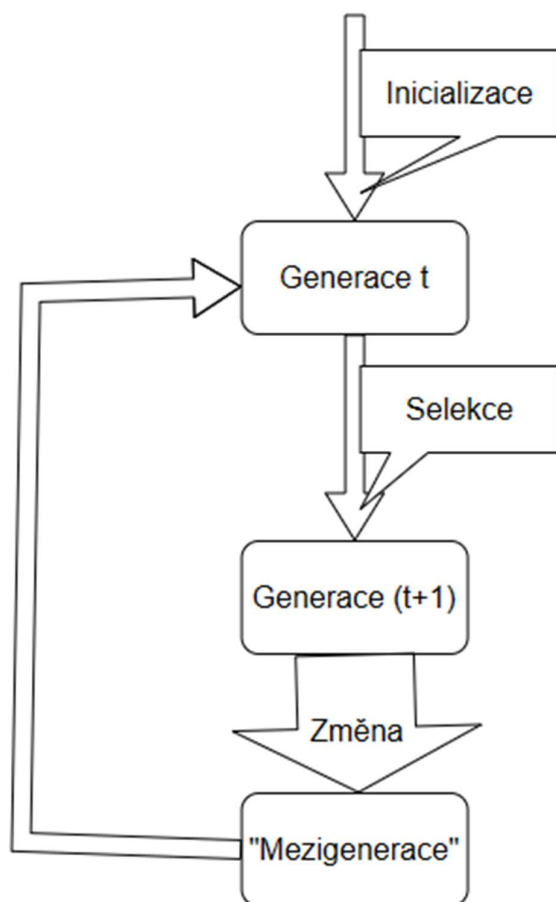 Inicializace
Generace t
Selekce
Generace (t+1)
Změna
"Mezigenerace"